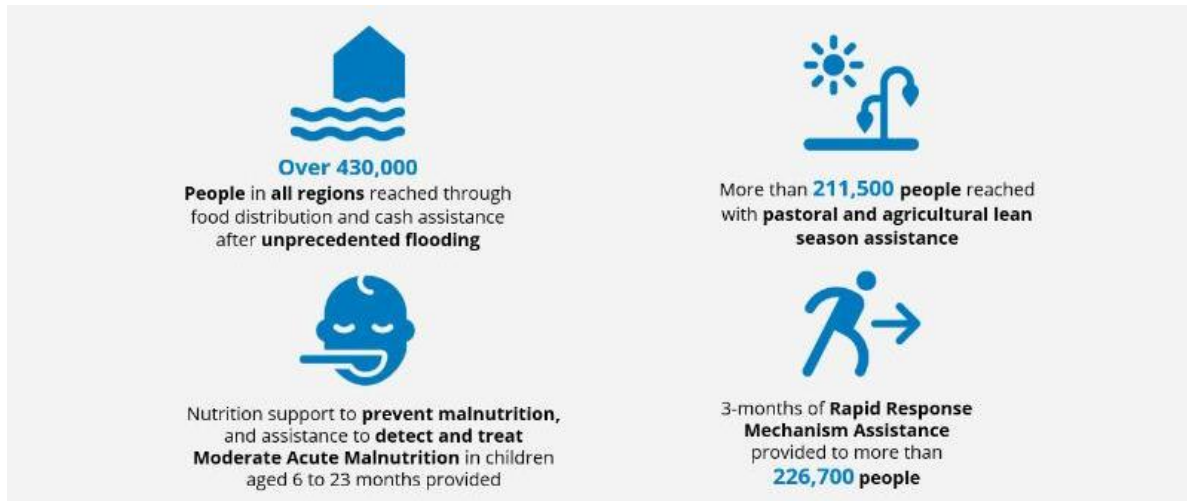 Over 430,000
People in all regions reached through
food distribution and cash assistance
after unprecedented flooding
More than 211,500 people reached
with pastoral and agricultural lean
season assistance
Nutrition support to prevent malnutrition,
and assistance to detect and treat
Moderate Acute Malnutrition in children
aged 6 to 23 months provided
3-months of Rapid Response
Mechanism Assistance
provided to more than
226,700 people